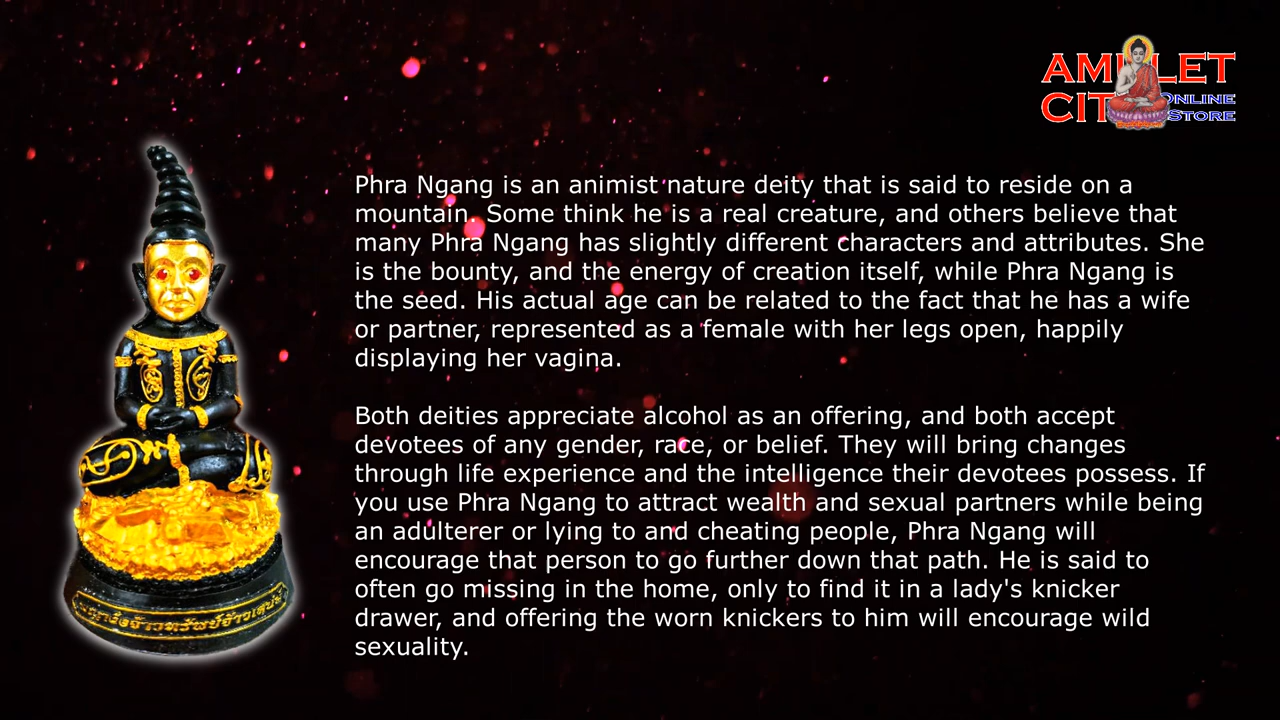 AMULET
CITY ONLINE
STORE
Phra Ngang is an animist nature deity that is said to reside on a
mountain. Some think he is a real creature, and others believe that
many Phra Ngang has slightly different characters and attributes. She
is the bounty, and the energy of creation itself, while Phra Ngang is
the seed. His actual age can be related to the fact that he has a wife
or partner, represented as a female with her legs open, happily
displaying her vagina.
Both deities appreciate alcohol as an offering, and both accept
devotees of any gender, race, or belief. They will bring changes
through life experience and the intelligence their devotees possess. If
you use Phra Ngang to attract wealth and sexual partners while being
an adulterer or lying to and cheating people, Phra Ngang will
encourage that person to go further down that path. He is said to
often go missing in the home, only to find it in a lady's knicker
drawer, and offering the worn knickers to him will encourage wild
sexuality.